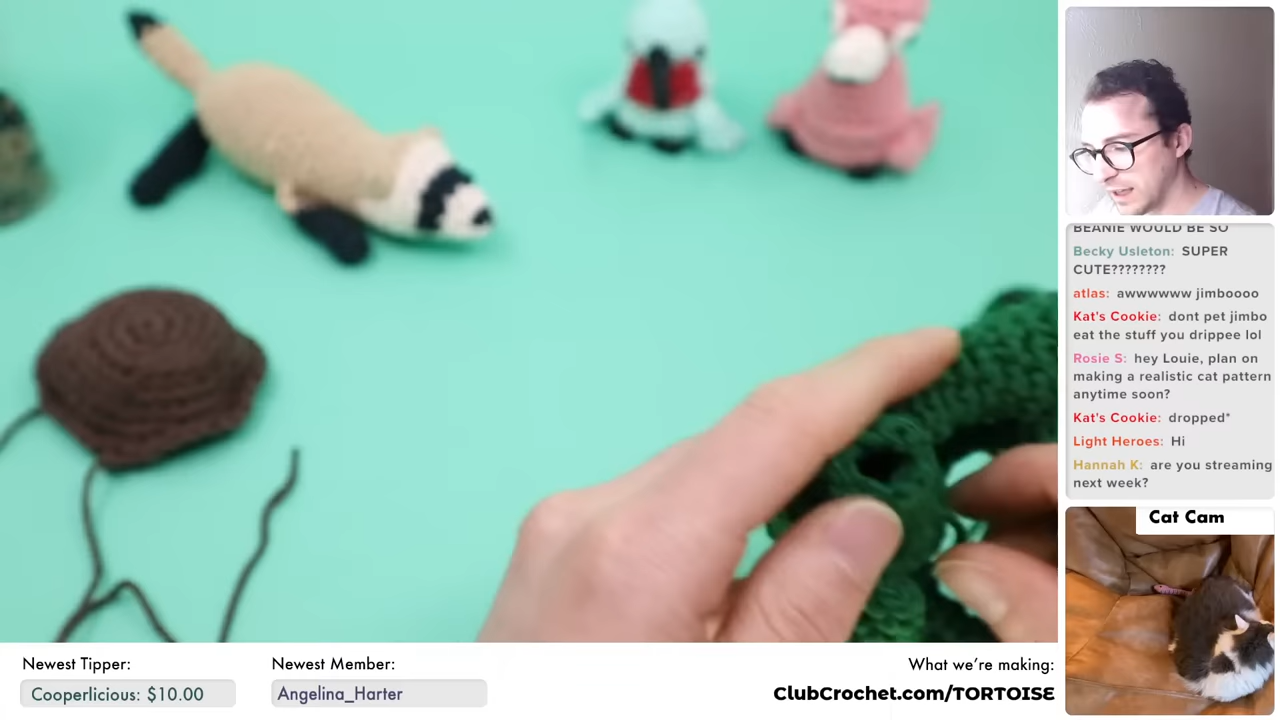 BEANIE WOULD BE SO
Becky Usleton: SUPER
CUTE????????
atlas: awwwwww jimboooo
Kat's Cookie: dont pet jimbo
eat the stuff you drippee lol
Rosie S: hey Louie, plan on
making a realistic cat pattern
anytime soon?
Kat's Cookie: dropped*
Light Heroes: Hi
Hannah K: are you streaming
next week?
Cat Cam
Newest Tipper:
Cooperlicious: $10.00
Newest Member:
Angelina_Harter
What we're making:
ClubCrochet.com/TORTOISE